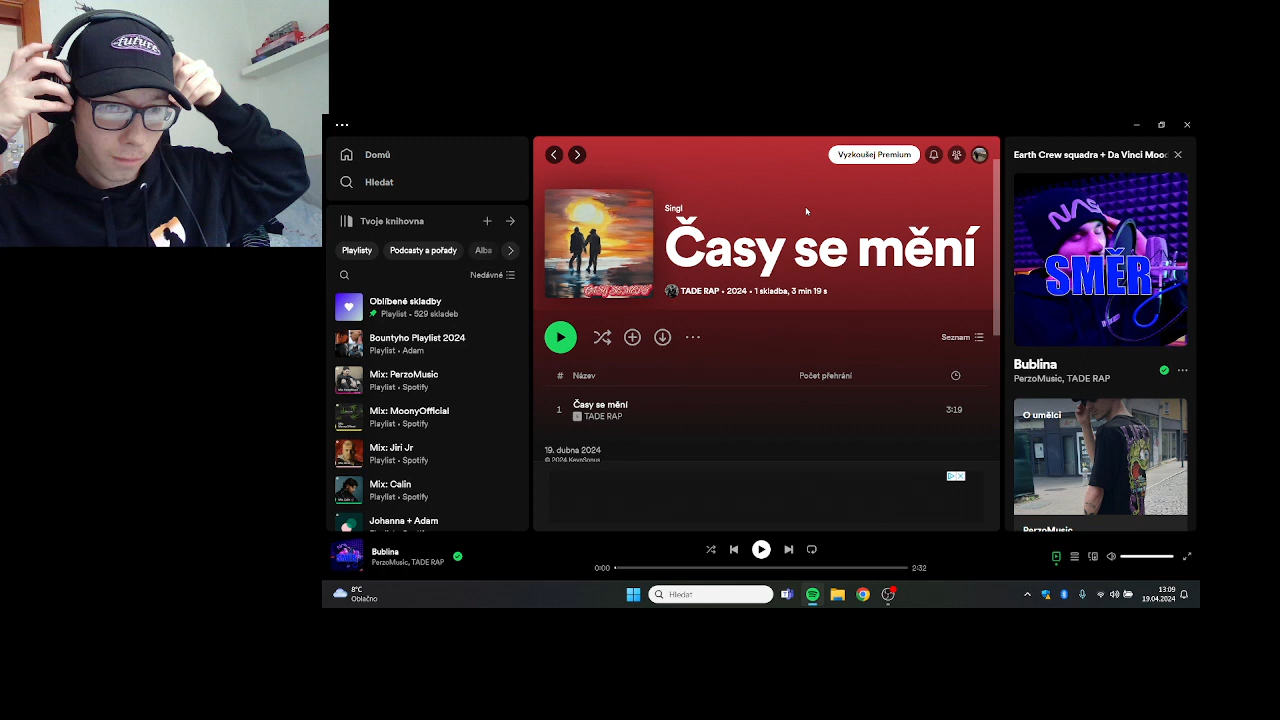 future
Domů
Hledat
Tvoje knihovna
Playlisty
Podcasty a pořady
Alba
Nedávné
Oblíbené skladby
Playlist • 529 skladeb
Bountyho Playlist 2024
Playlist • Adam
Mix: PerzoMusic
Playlist • Spotify
Mix: MoonyOfficial
Playlist • Spotify
Mix: Jiri Jr
Playlist • Spotify
Mix: Calin
Playlist • Spotify
Johanna + Adam
Vyzkoušej Premium
Singl
Časy se mění
TADE RAP • 2024 • 1 skladba, 3 min 19 s
Seznam
# Název Počet přehrání
1 Časy se mění 3:19
E TADE RAP
19. dubna 2024
© 2024 KevnSonus
Earth Crew squadra + Da Vinci Moo
SMĚR
Bublina
PerzoMusic, TADE RAP
O umělci
PerzoMusic
Bublina
PerzoMusic, TADE RAP
0:00 2:32
8°C
Oblačno
Hledat
13:09
19.04.2024